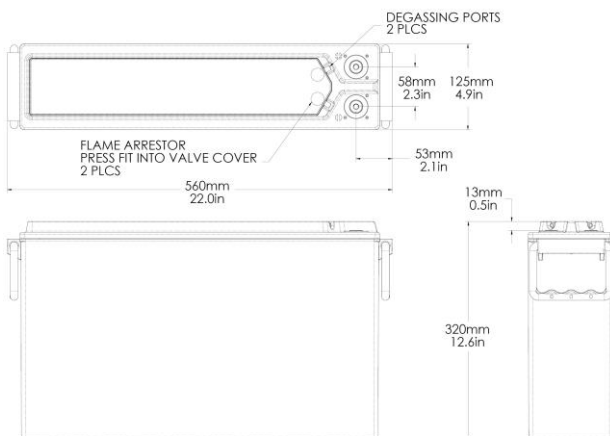 DEGASSING PORTS
2 PLCS
58mm
2.3in
125mm
4.9in
FLAME ARRESTOR
PRESS FIT INTO VALVE COVER
2 PLCS
53mm
2.1in
560mm
22.0in
13mm
0.5in
320mm
12.6in